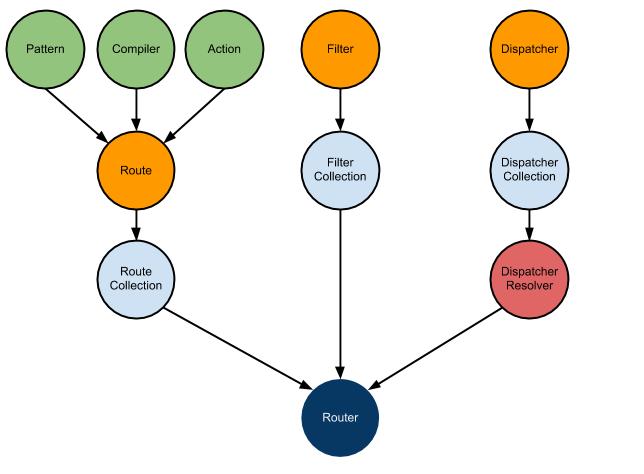 Pattern
Compiler
Action
Filter
Dispatcher
Route
Filter
Collection
Dispatcher
Collection
Route
Collection
Dispatcher
Resolver
Router